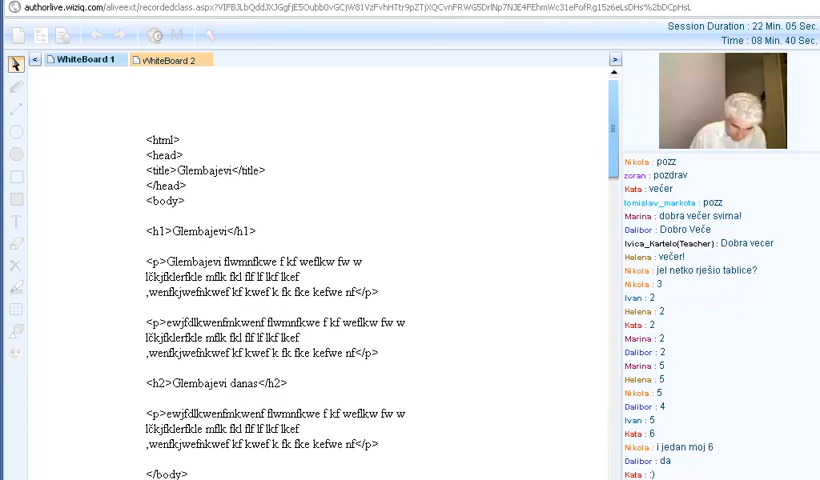 authorlive.wiziq.com/aliveext/recordedclass.aspx?VIFBJLbQddJXJGgfjE5Oubb0vGCjW81VzFvhHTtr9pZTjXQCvnFRWG5DrlNp7NJE4FEhmWc31eFofRg15z6eLsDHs%2bDCpHsL
Session Duration : 22 Min. 05 Sec.
Time : 08 Min. 40 Sec.
WhiteBoard 1
WhiteBoard 2
<html>
<head>
<title>Glembajevi</title>
</head>
<body>
<h1>Glembajevi</h1>
<p>Glembajevi flwmnfkwe f kf weflkw fw w
lčkjfklerfkle mflk fkl flf lf lkf lkef
,wenfkjwefnkwef kf kwef k fk fke kefwe nf</p>
<p>ewjfdlkwenfmkwenf flwmnfkwe f kf weflkw fw w
lčkjfklerfkle mflk fkl flf lf lkf lkef
,wenfkjwefnkwef kf kwef k fk fke kefwe nf</p>
<h2>Glembajevi danas</h2>
<p>ewjfdlkwenfmkwenf flwmnfkwe f kf weflkw fw w
lčkjfklerfkle mflk fkl flf lf lkf lkef
,wenfkjwefnkwef kf kwef k fk fke kefwe nf</p>
</body>
Nikola : pozz
zoran : pozdrav
Kata : večer
tomislav_markota : pozz
Marina : dobra večer svima!
Dalibor : Dobro Veče
Ivica_Kartelo(Teacher) : Dobra vecer
Helena : večer!
Nikola : jel netko rješio tablice?
Nikola : 3
Ivan : 2
Helena : 2
Kata : 2
Marina : 2
Dalibor : 2
Marina : 5
Helena : 5
Nikola : 5
Dalibor : 4
Ivan : 5
Kata : 6
Nikola : i jedan moj 6
Dalibor : da
Kata : :)